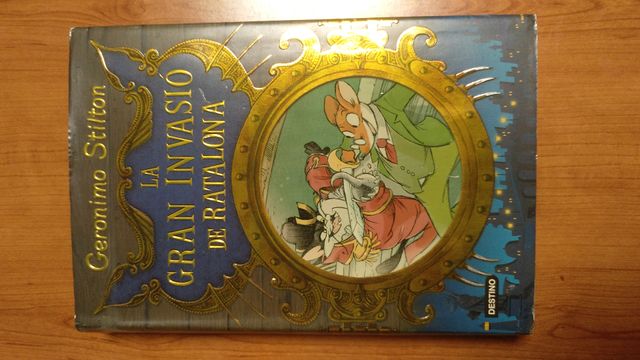 Geronimo Stilton
LA
GRAN INVASIÓ
DE RATALONA
DESTINO